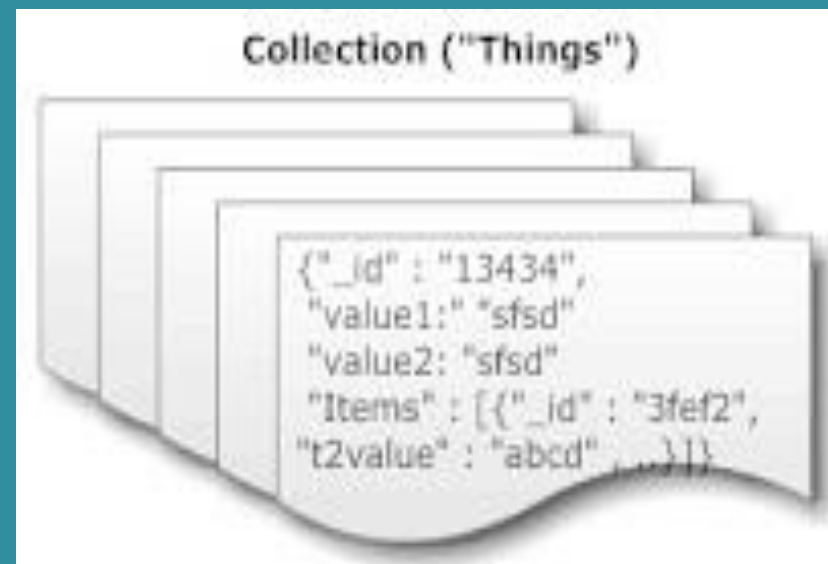 Collection ("Things")
{"_id" : "13434",
"value1:" "sfsd"
"value2: "sfsd"
"Items" : [{"_id" : "3fef2",
"t2value" : "abcd" , ..}]}